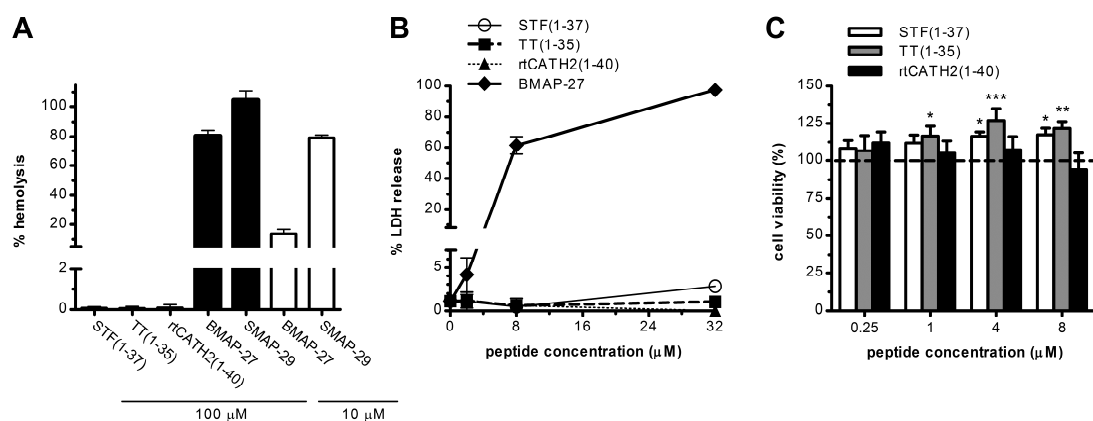 A
% hemolysis
100
80
60
40
20
2
0
STF(1-37)
TT(1-35)
rtCATH2(1-40)
BMAP-27
SMAP-29
BMAP-27
SMAP-29
100 μM
10 μM
B
STF(1-37)
TT(1-35)
rtCATH2(1-40)
BMAP-27
% LDH release
100
80
60
40
20
5
0
0 8 16 24 32
peptide concentration (μM)
C
STF(1-37)
TT(1-35)
rtCATH2(1-40)
cell viability (%)
150
125
100
75
50
25
0
* * *** * **
0.25 1 4 8
peptide concentration (μM)